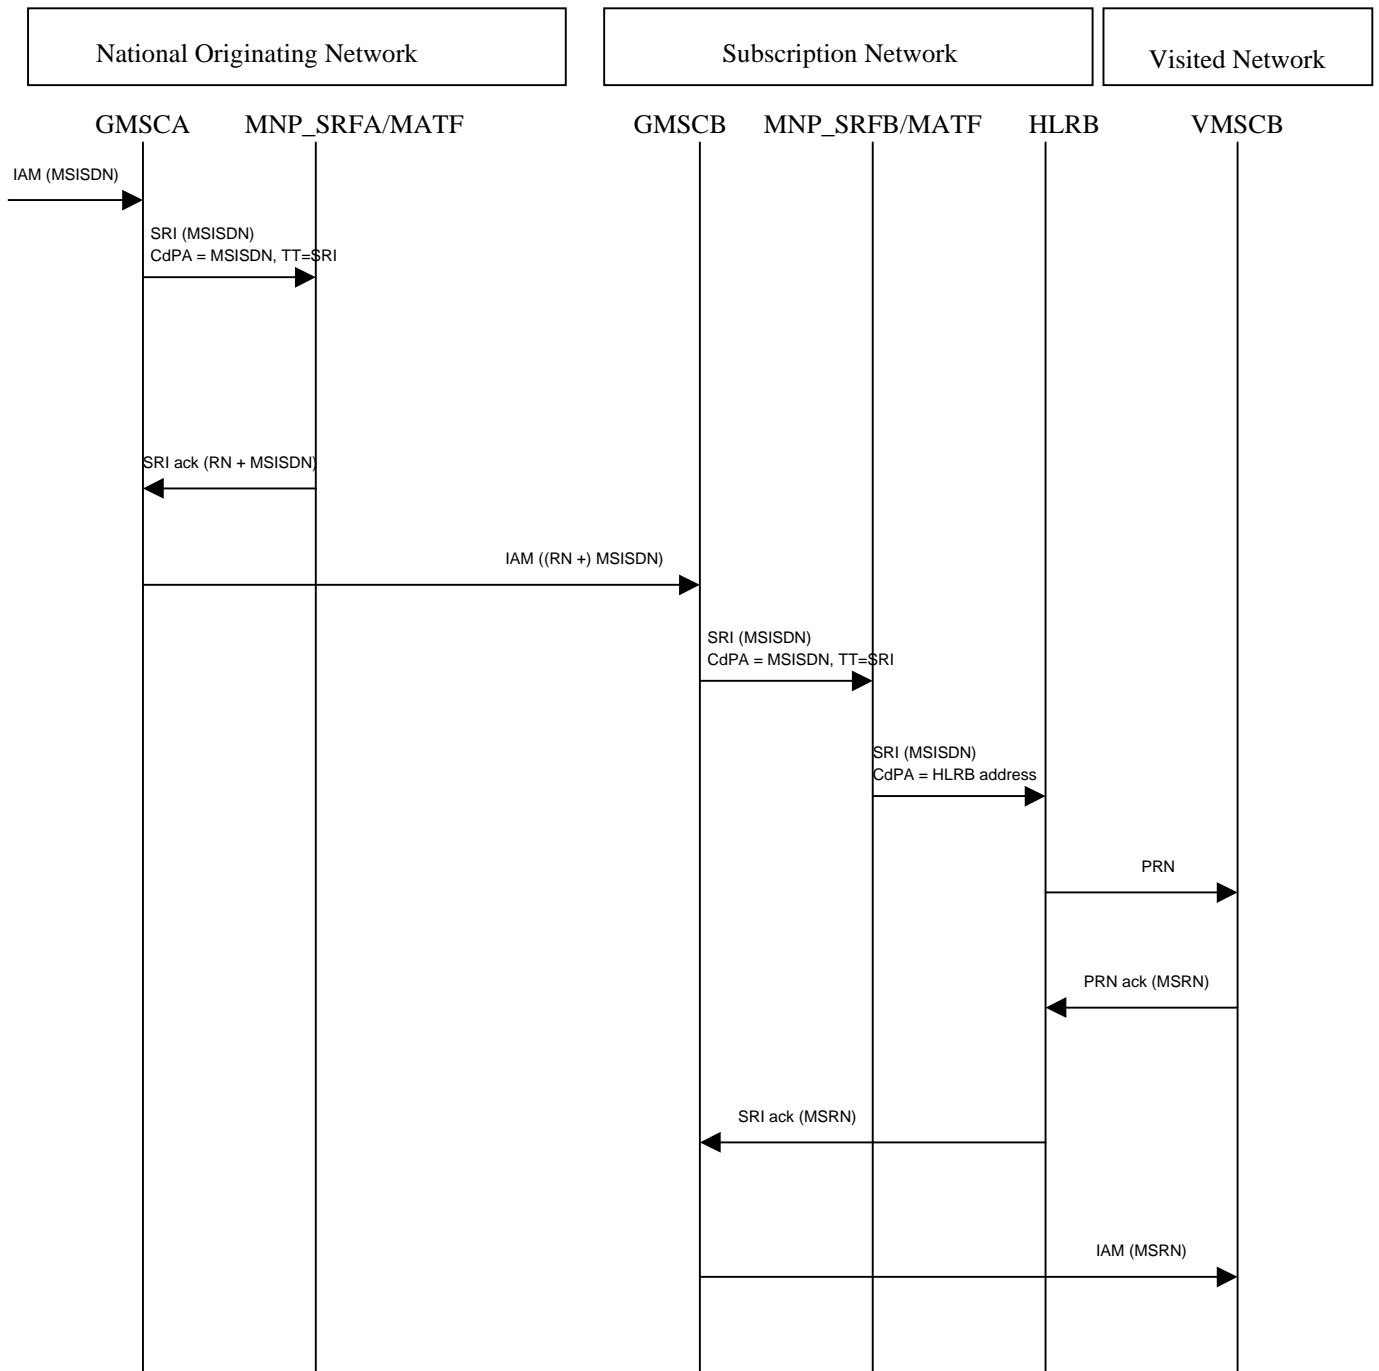 National Originating Network
Subscription Network
Visited Network
GMSCA
MNP_SRFA/MATF
GMSCB
MNP_SRFB/MATF
HLRB
VMSCB
IAM (MSISDN)
SRI (MSISDN)
CdPA = MSISDN, TT=SRI
SRI ack (RN + MSISDN)
IAM ((RN +) MSISDN)
SRI (MSISDN)
CdPA = MSISDN, TT=SRI
SRI (MSISDN)
CdPA = HLRB address
PRN
PRN ack (MSRN)
SRI ack (MSRN)
IAM (MSRN)